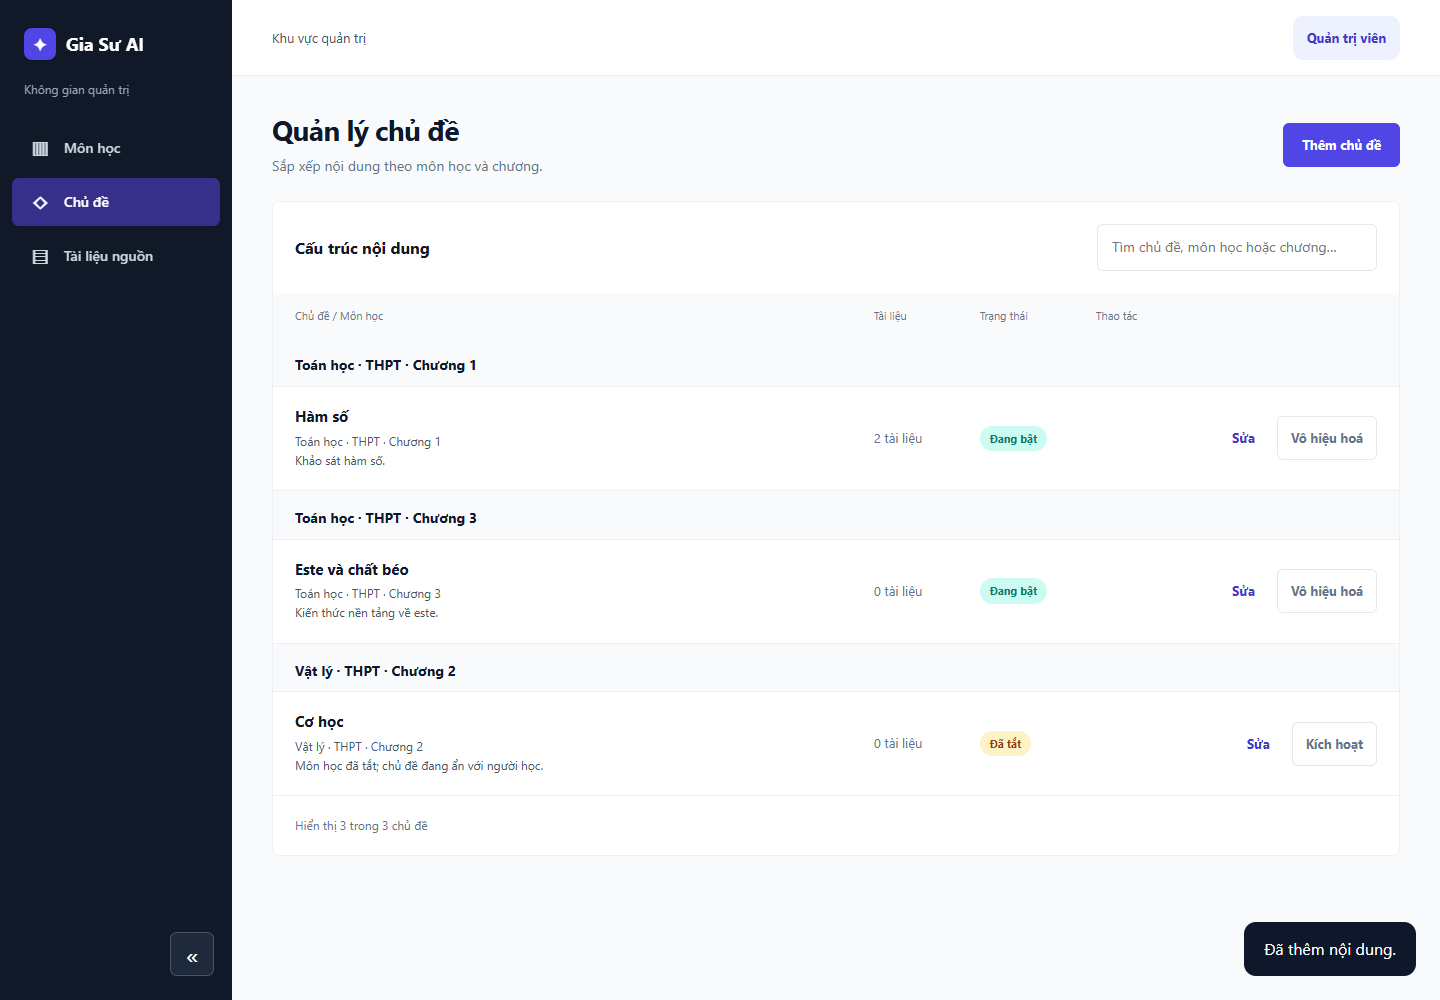 Gia Sư AI
Không gian quản trị
Môn học
Chủ đề
Tài liệu nguồn
«
Khu vực quản trị
Quản trị viên
Quản lý chủ đề
Sắp xếp nội dung theo môn học và chương.
Thêm chủ đề
Cấu trúc nội dung
Tìm chủ đề, môn học hoặc chương...
Chủ đề / Môn học Tài liệu Trạng thái Thao tác
Toán học · THPT · Chương 1
Hàm số
Toán học · THPT · Chương 1
Khảo sát hàm số.
2 tài liệu Đang bật Sửa Vô hiệu hoá
Toán học · THPT · Chương 3
Este và chất béo
Toán học · THPT · Chương 3
Kiến thức nền tảng về este.
0 tài liệu Đang bật Sửa Vô hiệu hoá
Vật lý · THPT · Chương 2
Cơ học
Vật lý · THPT · Chương 2
Môn học đã tắt; chủ đề đang ẩn với người học.
0 tài liệu Đã tắt Sửa Kích hoạt
Hiển thị 3 trong 3 chủ đề
Đã thêm nội dung.